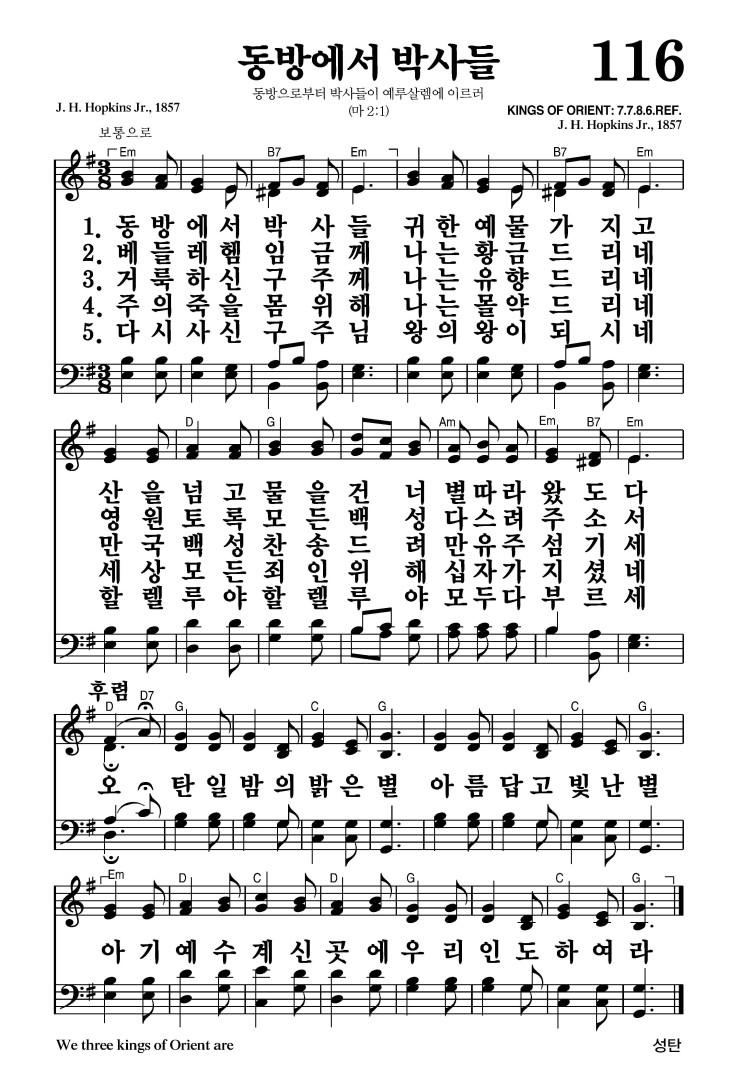 동방에서 박사들 116
동방으로부터 박사들이 예루살렘에 이르러
(마 2:1)
J. H. Hopkins Jr., 1857
KINGS OF ORIENT: 7.7.8.6.REF.
J. H. Hopkins Jr., 1857
보통으로
Em B7 Em B7 Em
3 8
1. 동 방 에 서 박 사 들 귀 한 예 물 가 지 고
2. 베 들 레 헴 임 금 께 나 는 황 금 드 리 네
3. 거 룩 하 신 구 주 께 나 는 유 향 드 리 네
4. 주 의 죽 을 몸 위 해 나 는 몰 약 드 리 네
5. 다 시 사 신 구 주 님 왕 의 왕 이 되 시 네
3 8
D G Am Em B7 Em
산 을 넘 고 물 을 건 너 별 따 라 왔 도 다
영 원 토 록 모 든 백 성 다 스 려 주 소 서
만 국 백 성 찬 송 드 려 만 유 주 섬 기 세
세 상 모 든 죄 인 위 해 십 자 가 지 셨 네
할 렐 루 야 할 렐 루 야 모 두 다 부 르 세
후렴
D D7 G C G C G
오 탄 일 밤 의 밝 은 별 아 름 답 고 빛 난 별
Em D C D G C G
아 기 예 수 계 신 곳 에 우 리 인 도 하 여 라
We three kings of Orient are
성탄